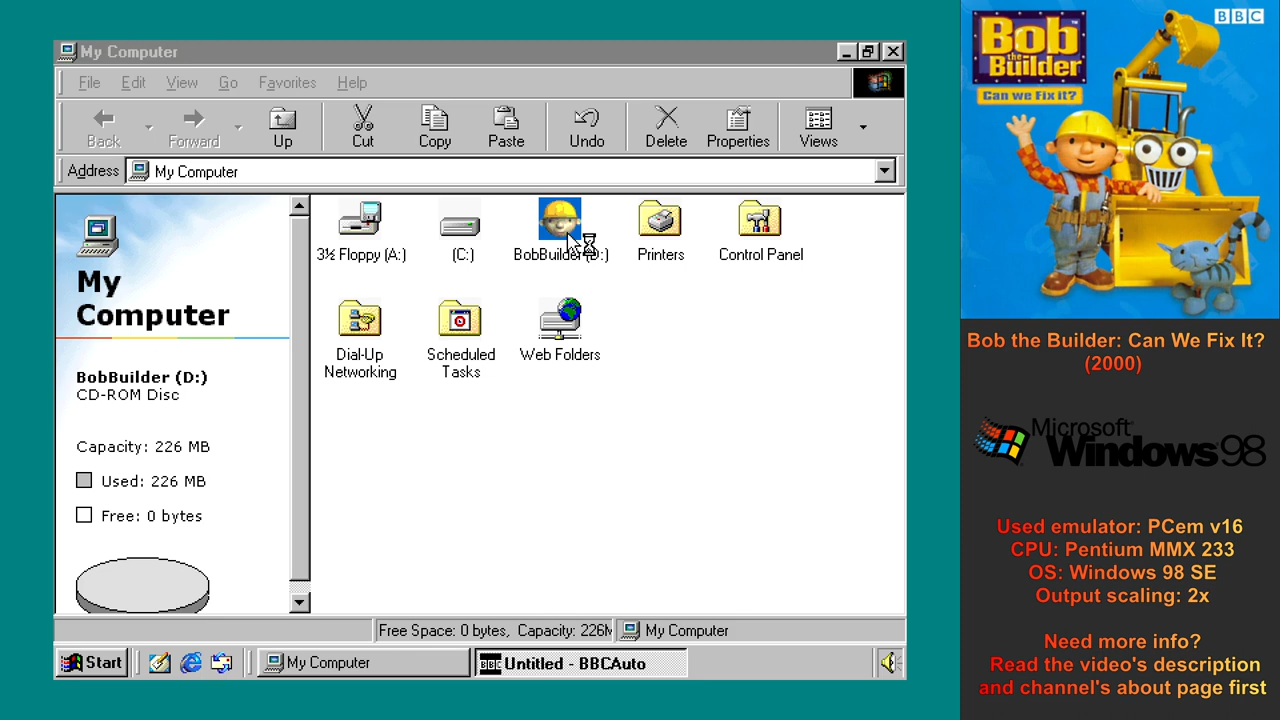 My Computer
File Edit View Go Favorites Help
Back Forward Up Cut Copy Paste Undo Delete Properties Views
Address My Computer
My
Computer
BobBuilder (D:)
CD-ROM Disc
Capacity: 226 MB
Used: 226 MB
Free: 0 bytes
3½ Floppy (A:) (C:) BobBuilder (D:) Printers Control Panel
Dial-Up
Networking
Scheduled
Tasks
Web Folders
Free Space: 0 bytes, Capacity: 226M My Computer
Start My Computer BBC Untitled - BBCAuto
BBC
Bob
the
Builder
Can we Fix it?
Bob the Builder: Can We Fix It?
(2000)
Microsoft
Windows 98
Used emulator: PCem v16
CPU: Pentium MMX 233
OS: Windows 98 SE
Output scaling: 2x
Need more info?
Read the video's description
and channel's about page first